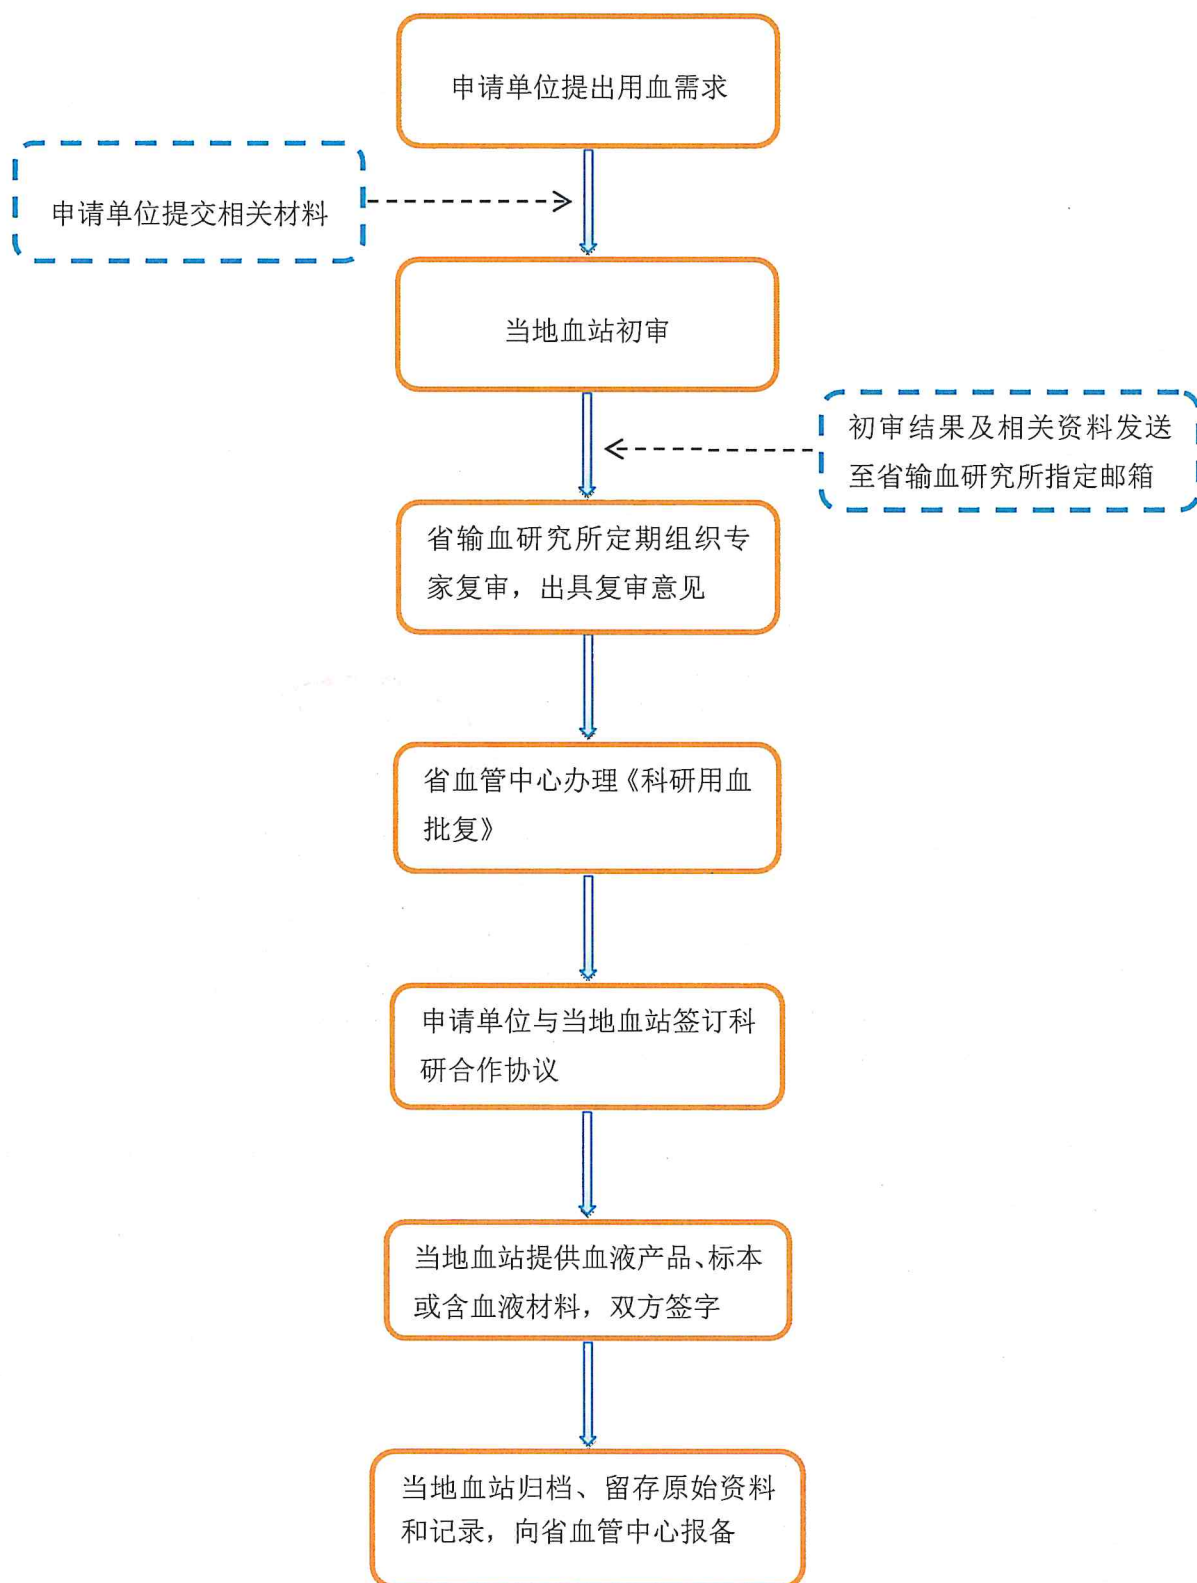 申请单位提出用血需求
申请单位提交相关材料
当地血站初审
初审结果及相关资料发送
至省输血研究所指定邮箱
省输血研究所定期组织专
家复审，出具复审意见
省血管中心办理《科研用血
批复》
申请单位与当地血站签订科
研合作协议
当地血站提供血液产品、标本
或含血液材料，双方签字
当地血站归档、留存原始资料
和记录，向省血管中心报备